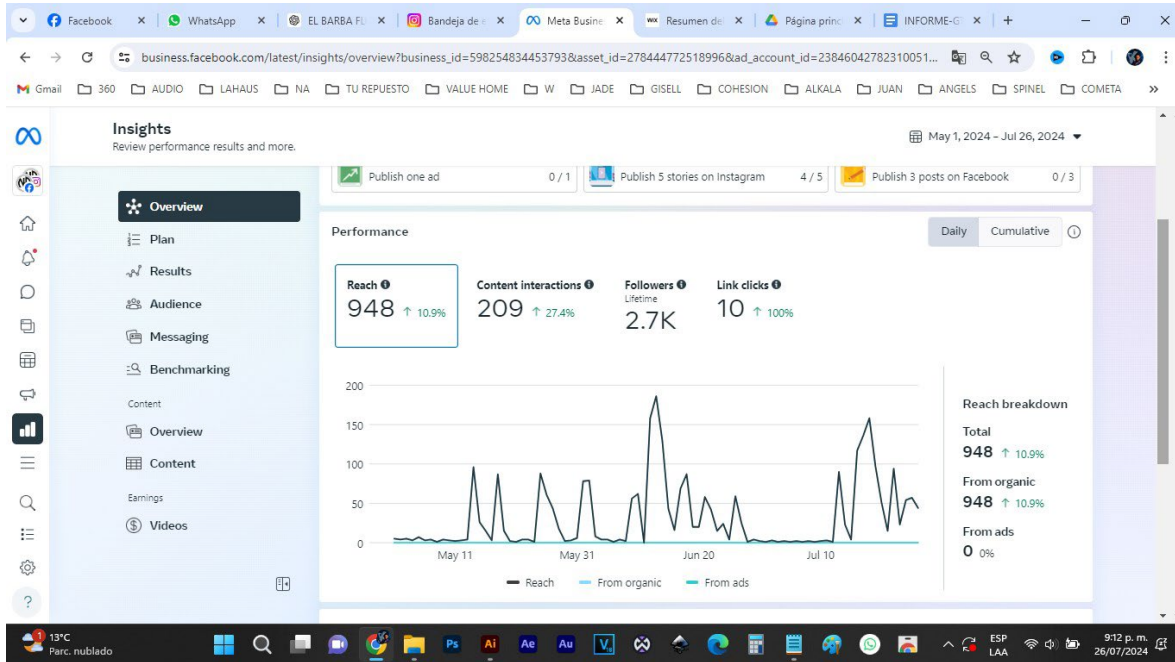 Facebook
WhatsApp
EL BARBA FU
Bandeja de e
Meta Busine
Resumen de
Página princ
INFORME-G
business.facebook.com/latest/insights/overview?business_id=598254834453793&asset_id=278444772518996&ad_account_id=23846042782310051...
Gmail
360
AUDIO
LAHAUS
NA
TU REPUESTO
VALUE HOME
W
JADE
GISELL
COHESION
ALKALA
JUAN
ANGELS
SPINEL
COMETA
Insights
Review performance results and more.
May 1, 2024 – Jul 26, 2024
Publish one ad 0 / 1
Publish 5 stories on Instagram 4 / 5
Publish 3 posts on Facebook 0 / 3
Overview
Plan
Results
Audience
Messaging
Benchmarking
Content
Overview
Content
Earnings
Videos
Performance
Daily
Cumulative
Reach
948 ↑ 10.9%
Content interactions
209 ↑ 27.4%
Followers
Lifetime
2.7K
Link clicks
10 ↑ 100%
200
150
100
50
0
May 11
May 31
Jun 20
Jul 10
Reach
From organic
From ads
Reach breakdown
Total
948 ↑ 10.9%
From organic
948 ↑ 10.9%
From ads
0 0%
1
13°C
Parc. nublado
Ps
Ai
Ae
Au
ESP
LAA
9:12 p. m.
26/07/2024